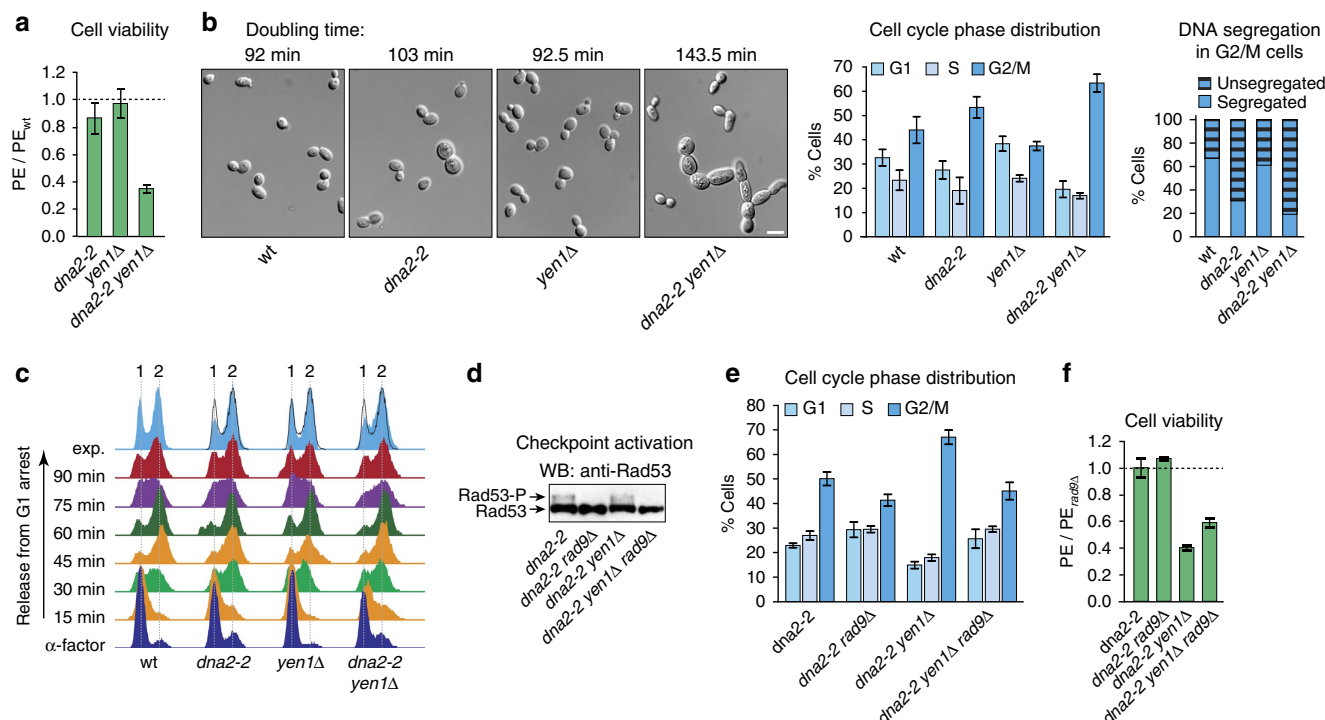 a
Cell viability
PE / PEwt
1.2
1.0
0.8
0.6
0.4
0.2
0
dna2-2
yen1Δ
dna2-2 yen1Δ
b
Doubling time:
92 min
103 min
92.5 min
143.5 min
wt
dna2-2
yen1Δ
dna2-2 yen1Δ
Cell cycle phase distribution
G1
S
G2/M
% Cells
70
60
50
40
30
20
10
0
wt
dna2-2
yen1Δ
dna2-2 yen1Δ
DNA segregation
in G2/M cells
Unsegregated
Segregated
% Cells
100
80
60
40
20
0
wt
dna2-2
yen1Δ
dna2-2 yen1Δ
c
1 2 1 2 1 2 1 2
Release from G1 arrest
exp.
90 min
75 min
60 min
45 min
30 min
15 min
α-factor
wt
dna2-2
yen1Δ
dna2-2
yen1Δ
d
Checkpoint activation
WB: anti-Rad53
Rad53-P
Rad53
dna2-2
dna2-2 rad9Δ
dna2-2 yen1Δ
dna2-2 yen1Δ rad9Δ
e
Cell cycle phase distribution
G1
S
G2/M
% Cells
80
70
60
50
40
30
20
10
0
dna2-2
dna2-2 rad9Δ
dna2-2 yen1Δ
dna2-2 yen1Δ rad9Δ
f
Cell viability
PE / PErad9Δ
1.2
1.0
0.8
0.6
0.4
0.2
0.0
dna2-2
dna2-2 rad9Δ
dna2-2 yen1Δ
dna2-2 yen1Δ rad9Δ